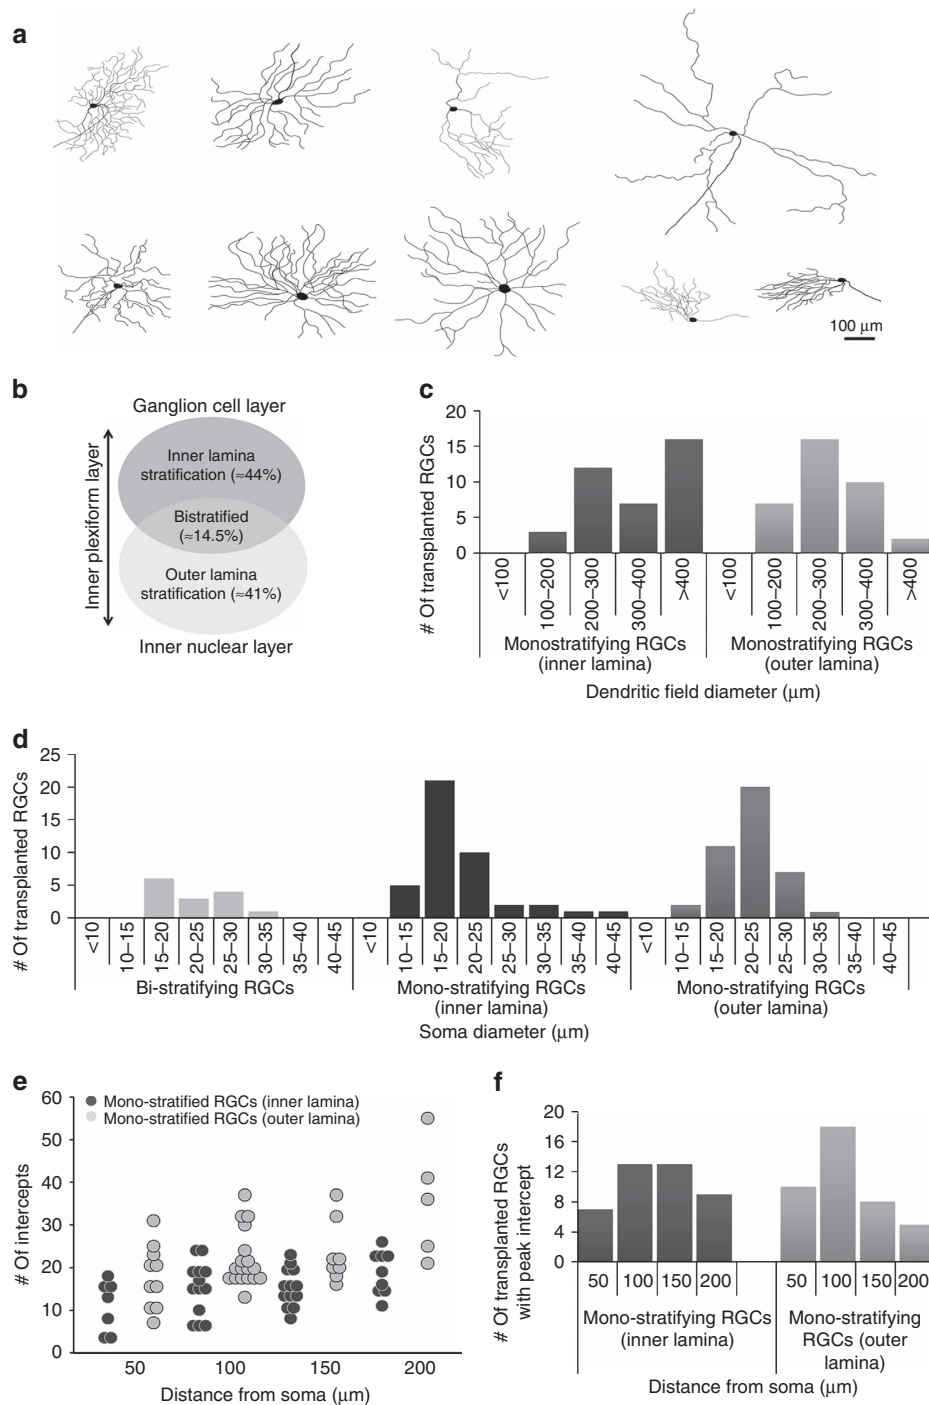 a
100 μm
b
Ganglion cell layer
Inner plexiform layer
Inner lamina
stratification (≈44%)
Bistratified
(≈14.5%)
Outer lamina
stratification (≈41%)
Inner nuclear layer
c
# Of transplanted RGCs
20
15
10
5
0
<100
100–200
200–300
300–400
>400
<100
100–200
200–300
300–400
>400
Monostratifying RGCs
(inner lamina)
Monostratifying RGCs
(outer lamina)
Dendritic field diameter (μm)
d
# Of transplanted RGCs
25
20
15
10
5
0
<10
10–15
15–20
20–25
25–30
30–35
35–40
40–45
<10
10–15
15–20
20–25
25–30
30–35
35–40
40–45
<10
10–15
15–20
20–25
25–30
30–35
35–40
40–45
Bi-stratifying RGCs
Mono-stratifying RGCs
(inner lamina)
Mono-stratifying RGCs
(outer lamina)
Soma diameter (μm)
e
# Of intercepts
60
50
40
30
20
10
0
Mono-stratified RGCs (inner lamina)
Mono-stratified RGCs (outer lamina)
50 100 150 200
Distance from soma (μm)
f
# Of transplanted RGCs
with peak intercept
20
16
12
8
4
0
50 100 150 200 50 100 150 200
Mono-stratifying RGCs
(inner lamina)
Mono-stratifying
RGCs (outer
lamina)
Distance from soma (μm)